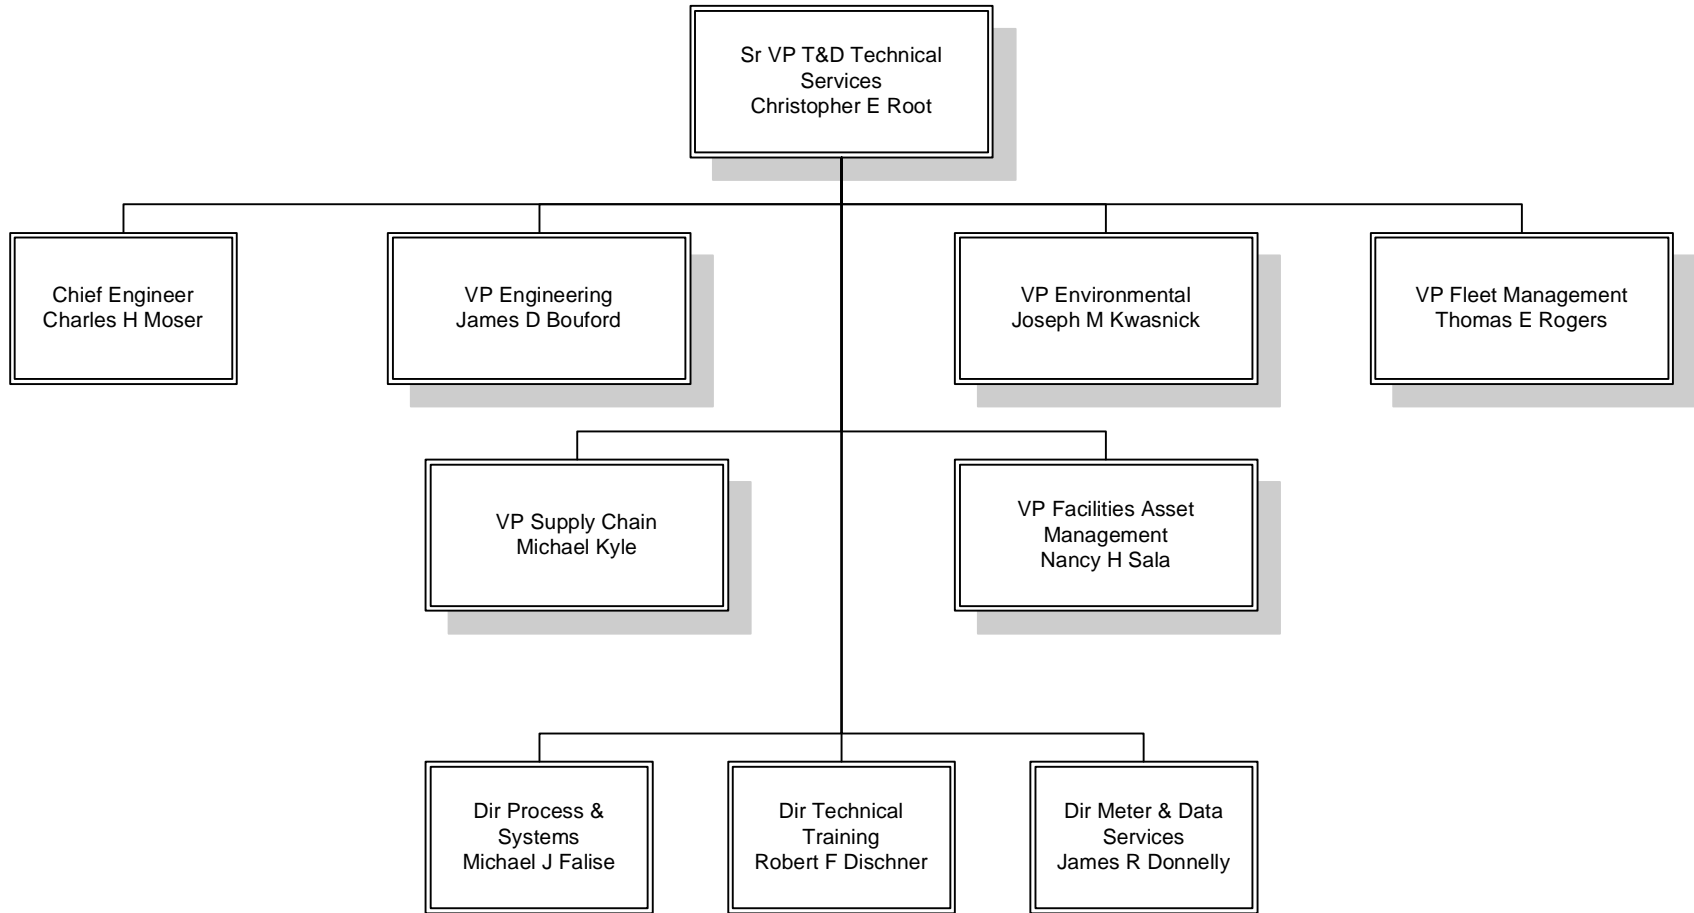 Sr VP T&D Technical
Services
Christopher E Root
Chief Engineer
Charles H Moser
VP Engineering
James D Bouford
VP Environmental
Joseph M Kwasnick
VP Fleet Management
Thomas E Rogers
VP Supply Chain
Michael Kyle
VP Facilities Asset
Management
Nancy H Sala
Dir Process &
Systems
Michael J Falise
Dir Technical
Training
Robert F Dischner
Dir Meter & Data
Services
James R Donnelly